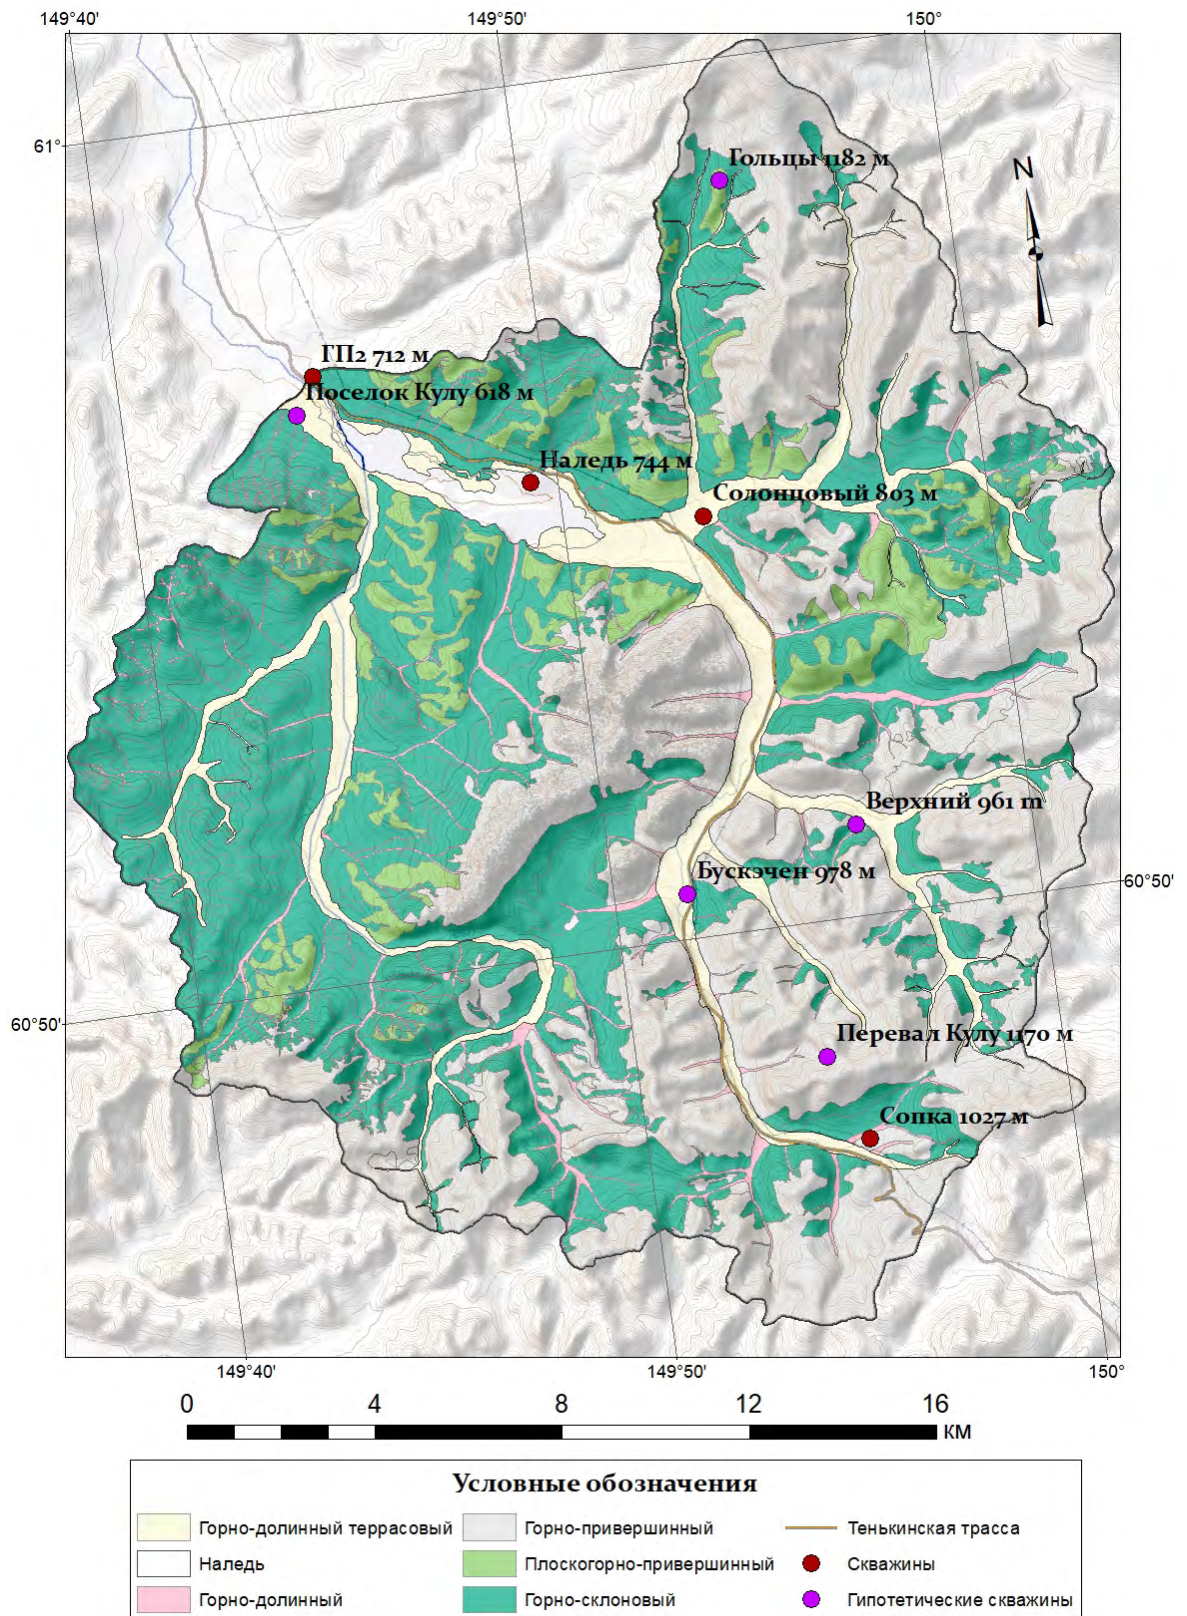 149°40'
149°50'
150°
61°
N
Гольцы 1182 м
ГП2 712 м
Поселок Кулу 618 м
Наледь 744 м
Солонцовый 803 м
Верхний 961 m
Бускэчен 978 м
60°50'
60°50'
Перевал Кулу 1170 м
Сопка 1027 м
149°40'
149°50'
150°
0 4 8 12 16
КМ
Условные обозначения
Горно-долинный террасовый
Горно-привершинный
Тенькинская трасса
Наледь
Плоскогорно-привершинный
Скважины
Горно-долинный
Горно-склоновый
Гипотетические скважины